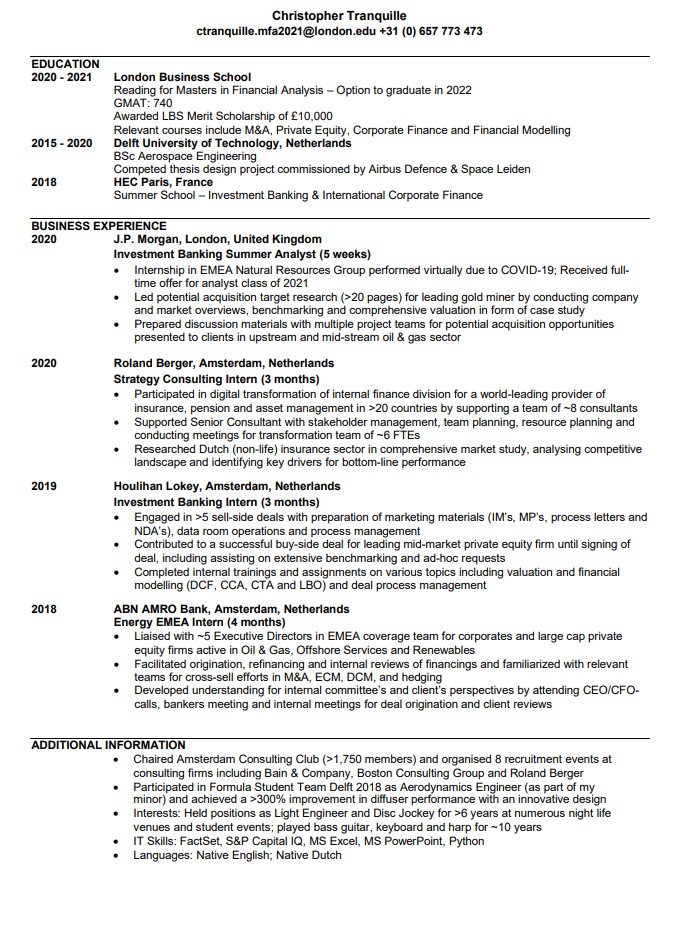 Christopher Tranquille
ctranquille.mfa2021@london.edu +31 (0) 657 773 473
EDUCATION
2020 - 2021 London Business School
Reading for Masters in Financial Analysis – Option to graduate in 2022
GMAT: 740
Awarded LBS Merit Scholarship of £10,000
Relevant courses include M&A, Private Equity, Corporate Finance and Financial Modelling
2015 - 2020 Delft University of Technology, Netherlands
BSc Aerospace Engineering
Competed thesis design project commissioned by Airbus Defence & Space Leiden
2018 HEC Paris, France
Summer School – Investment Banking & International Corporate Finance
BUSINESS EXPERIENCE
2020 J.P. Morgan, London, United Kingdom
Investment Banking Summer Analyst (5 weeks)
• Internship in EMEA Natural Resources Group performed virtually due to COVID-19; Received full-
time offer for analyst class of 2021
• Led potential acquisition target research (>20 pages) for leading gold miner by conducting company
and market overviews, benchmarking and comprehensive valuation in form of case study
• Prepared discussion materials with multiple project teams for potential acquisition opportunities
presented to clients in upstream and mid-stream oil & gas sector
2020 Roland Berger, Amsterdam, Netherlands
Strategy Consulting Intern (3 months)
• Participated in digital transformation of internal finance division for a world-leading provider of
insurance, pension and asset management in >20 countries by supporting a team of ~8 consultants
• Supported Senior Consultant with stakeholder management, team planning, resource planning and
conducting meetings for transformation team of ~6 FTEs
• Researched Dutch (non-life) insurance sector in comprehensive market study, analysing competitive
landscape and identifying key drivers for bottom-line performance
2019 Houlihan Lokey, Amsterdam, Netherlands
Investment Banking Intern (3 months)
• Engaged in >5 sell-side deals with preparation of marketing materials (IM's, MP's, process letters and
NDA's), data room operations and process management
• Contributed to a successful buy-side deal for leading mid-market private equity firm until signing of
deal, including assisting on extensive benchmarking and ad-hoc requests
• Completed internal trainings and assignments on various topics including valuation and financial
modelling (DCF, CCA, CTA and LBO) and deal process management
2018 ABN AMRO Bank, Amsterdam, Netherlands
Energy EMEA Intern (4 months)
• Liaised with ~5 Executive Directors in EMEA coverage team for corporates and large cap private
equity firms active in Oil & Gas, Offshore Services and Renewables
• Facilitated origination, refinancing and internal reviews of financings and familiarized with relevant
teams for cross-sell efforts in M&A, ECM, DCM, and hedging
• Developed understanding for internal committee's and client's perspectives by attending CEO/CFO-
calls, bankers meeting and internal meetings for deal origination and client reviews
ADDITIONAL INFORMATION
• Chaired Amsterdam Consulting Club (>1,750 members) and organised 8 recruitment events at
consulting firms including Bain & Company, Boston Consulting Group and Roland Berger
• Participated in Formula Student Team Delft 2018 as Aerodynamics Engineer (as part of my
minor) and achieved a >300% improvement in diffuser performance with an innovative design
• Interests: Held positions as Light Engineer and Disc Jockey for >6 years at numerous night life
venues and student events; played bass guitar, keyboard and harp for ~10 years
• IT Skills: FactSet, S&P Capital IQ, MS Excel, MS PowerPoint, Python
• Languages: Native English; Native Dutch